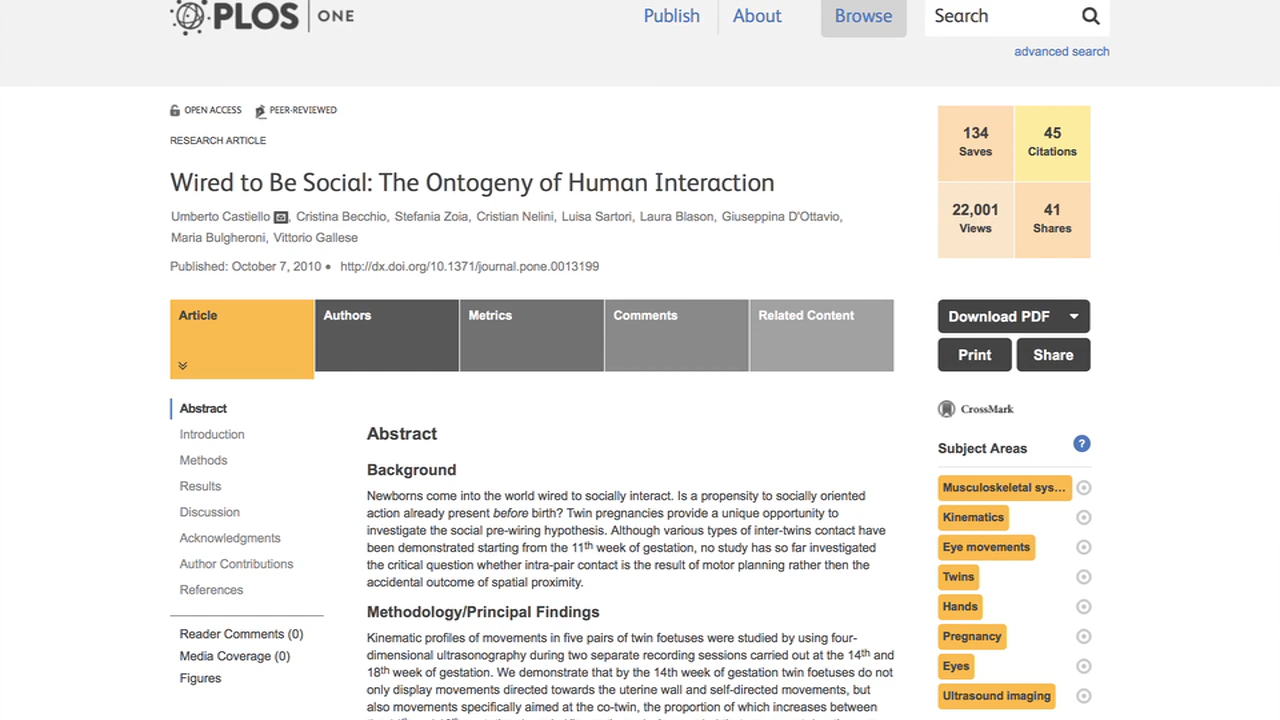 PLOS ONE
Publish
About
Browse
Search
advanced search
OPEN ACCESS
PEER-REVIEWED
RESEARCH ARTICLE
Wired to Be Social: The Ontogeny of Human Interaction
Umberto Castiello, Cristina Becchio, Stefania Zoia, Cristian Nelini, Luisa Sartori, Laura Blason, Giuseppina D'Ottavio,
Maria Bulgheroni, Vittorio Gallese
Published: October 7, 2010 • http://dx.doi.org/10.1371/journal.pone.0013199
134
Saves
45
Citations
22,001
Views
41
Shares
Article
Authors
Metrics
Comments
Related Content
Download PDF
Print
Share
CrossMark
Abstract
Introduction
Methods
Results
Discussion
Acknowledgments
Author Contributions
References
Reader Comments (0)
Media Coverage (0)
Figures
Abstract
Background
Newborns come into the world wired to socially interact. Is a propensity to socially oriented
action already present before birth? Twin pregnancies provide a unique opportunity to
investigate the social pre-wiring hypothesis. Although various types of inter-twins contact have
been demonstrated starting from the 11th week of gestation, no study has so far investigated
the critical question whether intra-pair contact is the result of motor planning rather then the
accidental outcome of spatial proximity.
Methodology/Principal Findings
Kinematic profiles of movements in five pairs of twin foetuses were studied by using four-
dimensional ultrasonography during two separate recording sessions carried out at the 14th and
18th week of gestation. We demonstrate that by the 14th week of gestation twin foetuses do not
only display movements directed towards the uterine wall and self-directed movements, but
also movements specifically aimed at the co-twin, the proportion of which increases between
Subject Areas
?
Musculoskeletal sys...
Kinematics
Eye movements
Twins
Hands
Pregnancy
Eyes
Ultrasound imaging